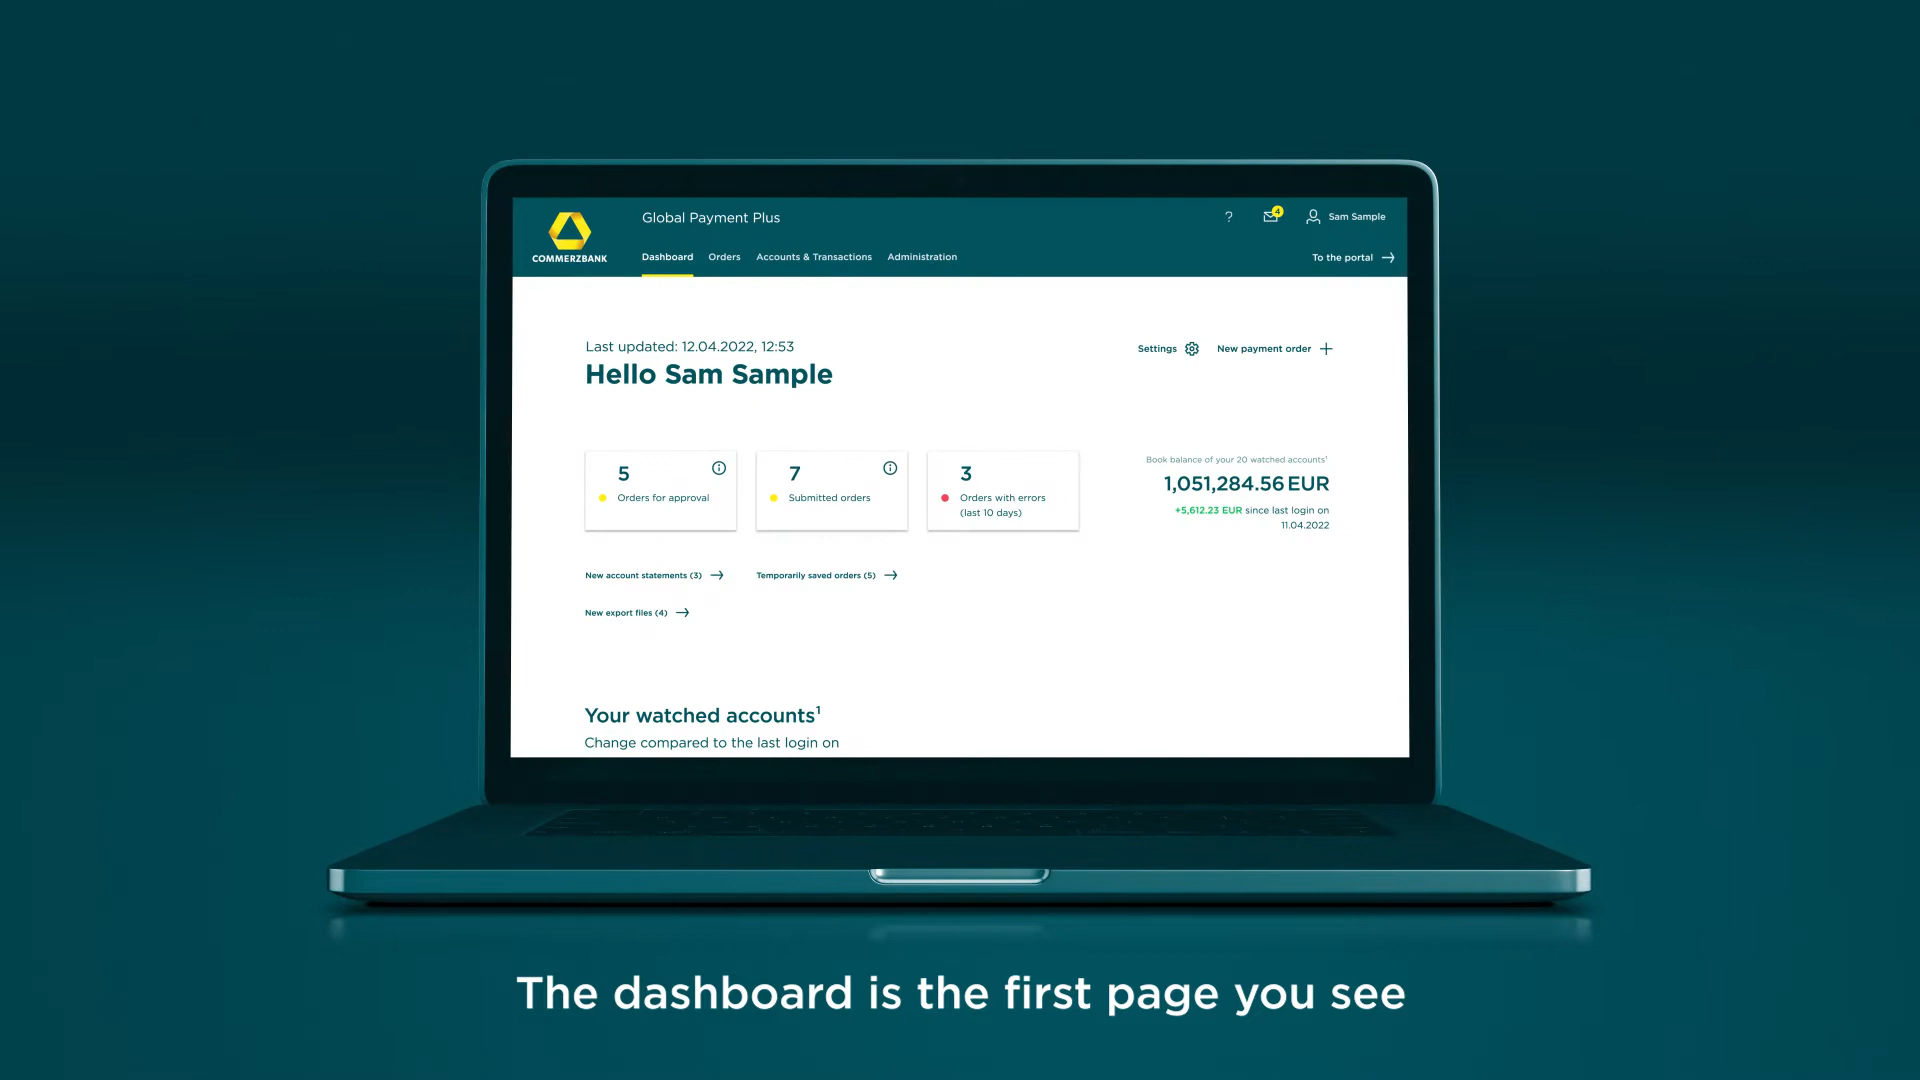 COMMERZBANK
Global Payment Plus
?
4
Sam Sample
Dashboard
Orders
Accounts & Transactions
Administration
To the portal
Last updated: 12.04.2022, 12:53
Hello Sam Sample
Settings
New payment order
5
Orders for approval
7
Submitted orders
3
Orders with errors
(last 10 days)
Book balance of your 20 watched accounts¹
1,051,284.56 EUR
+5,612.23 EUR since last login on
11.04.2022
New account statements (3)
Temporarily saved orders (5)
New export files (4)
Your watched accounts¹
Change compared to the last login on
The dashboard is the first page you see